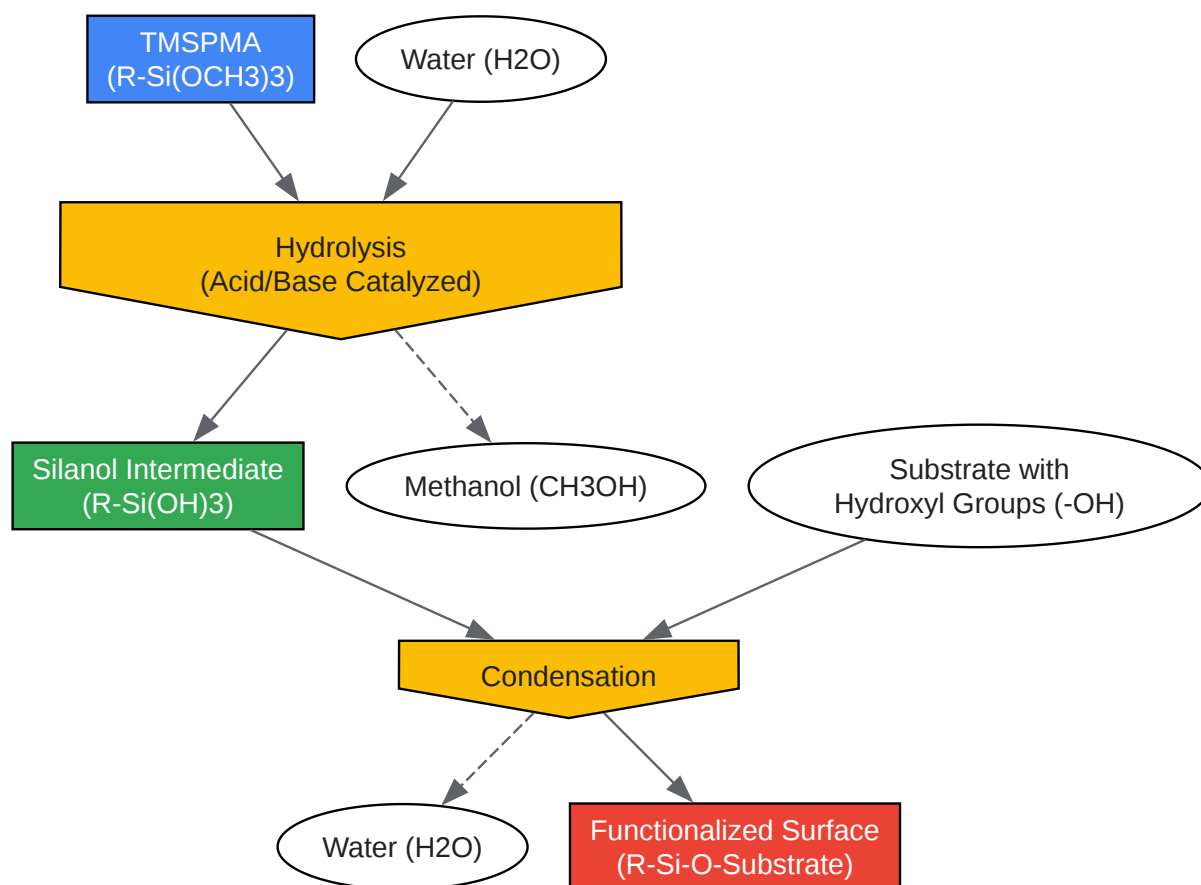 TMSPMA
(R-Si(OCH3)3)
Water (H2O)
Hydrolysis
(Acid/Base Catalyzed)
Silanol Intermediate
(R-Si(OH)3)
Methanol (CH3OH)
Substrate with
Hydroxyl Groups (-OH)
Condensation
Water (H2O)
Functionalized Surface
(R-Si-O-Substrate)